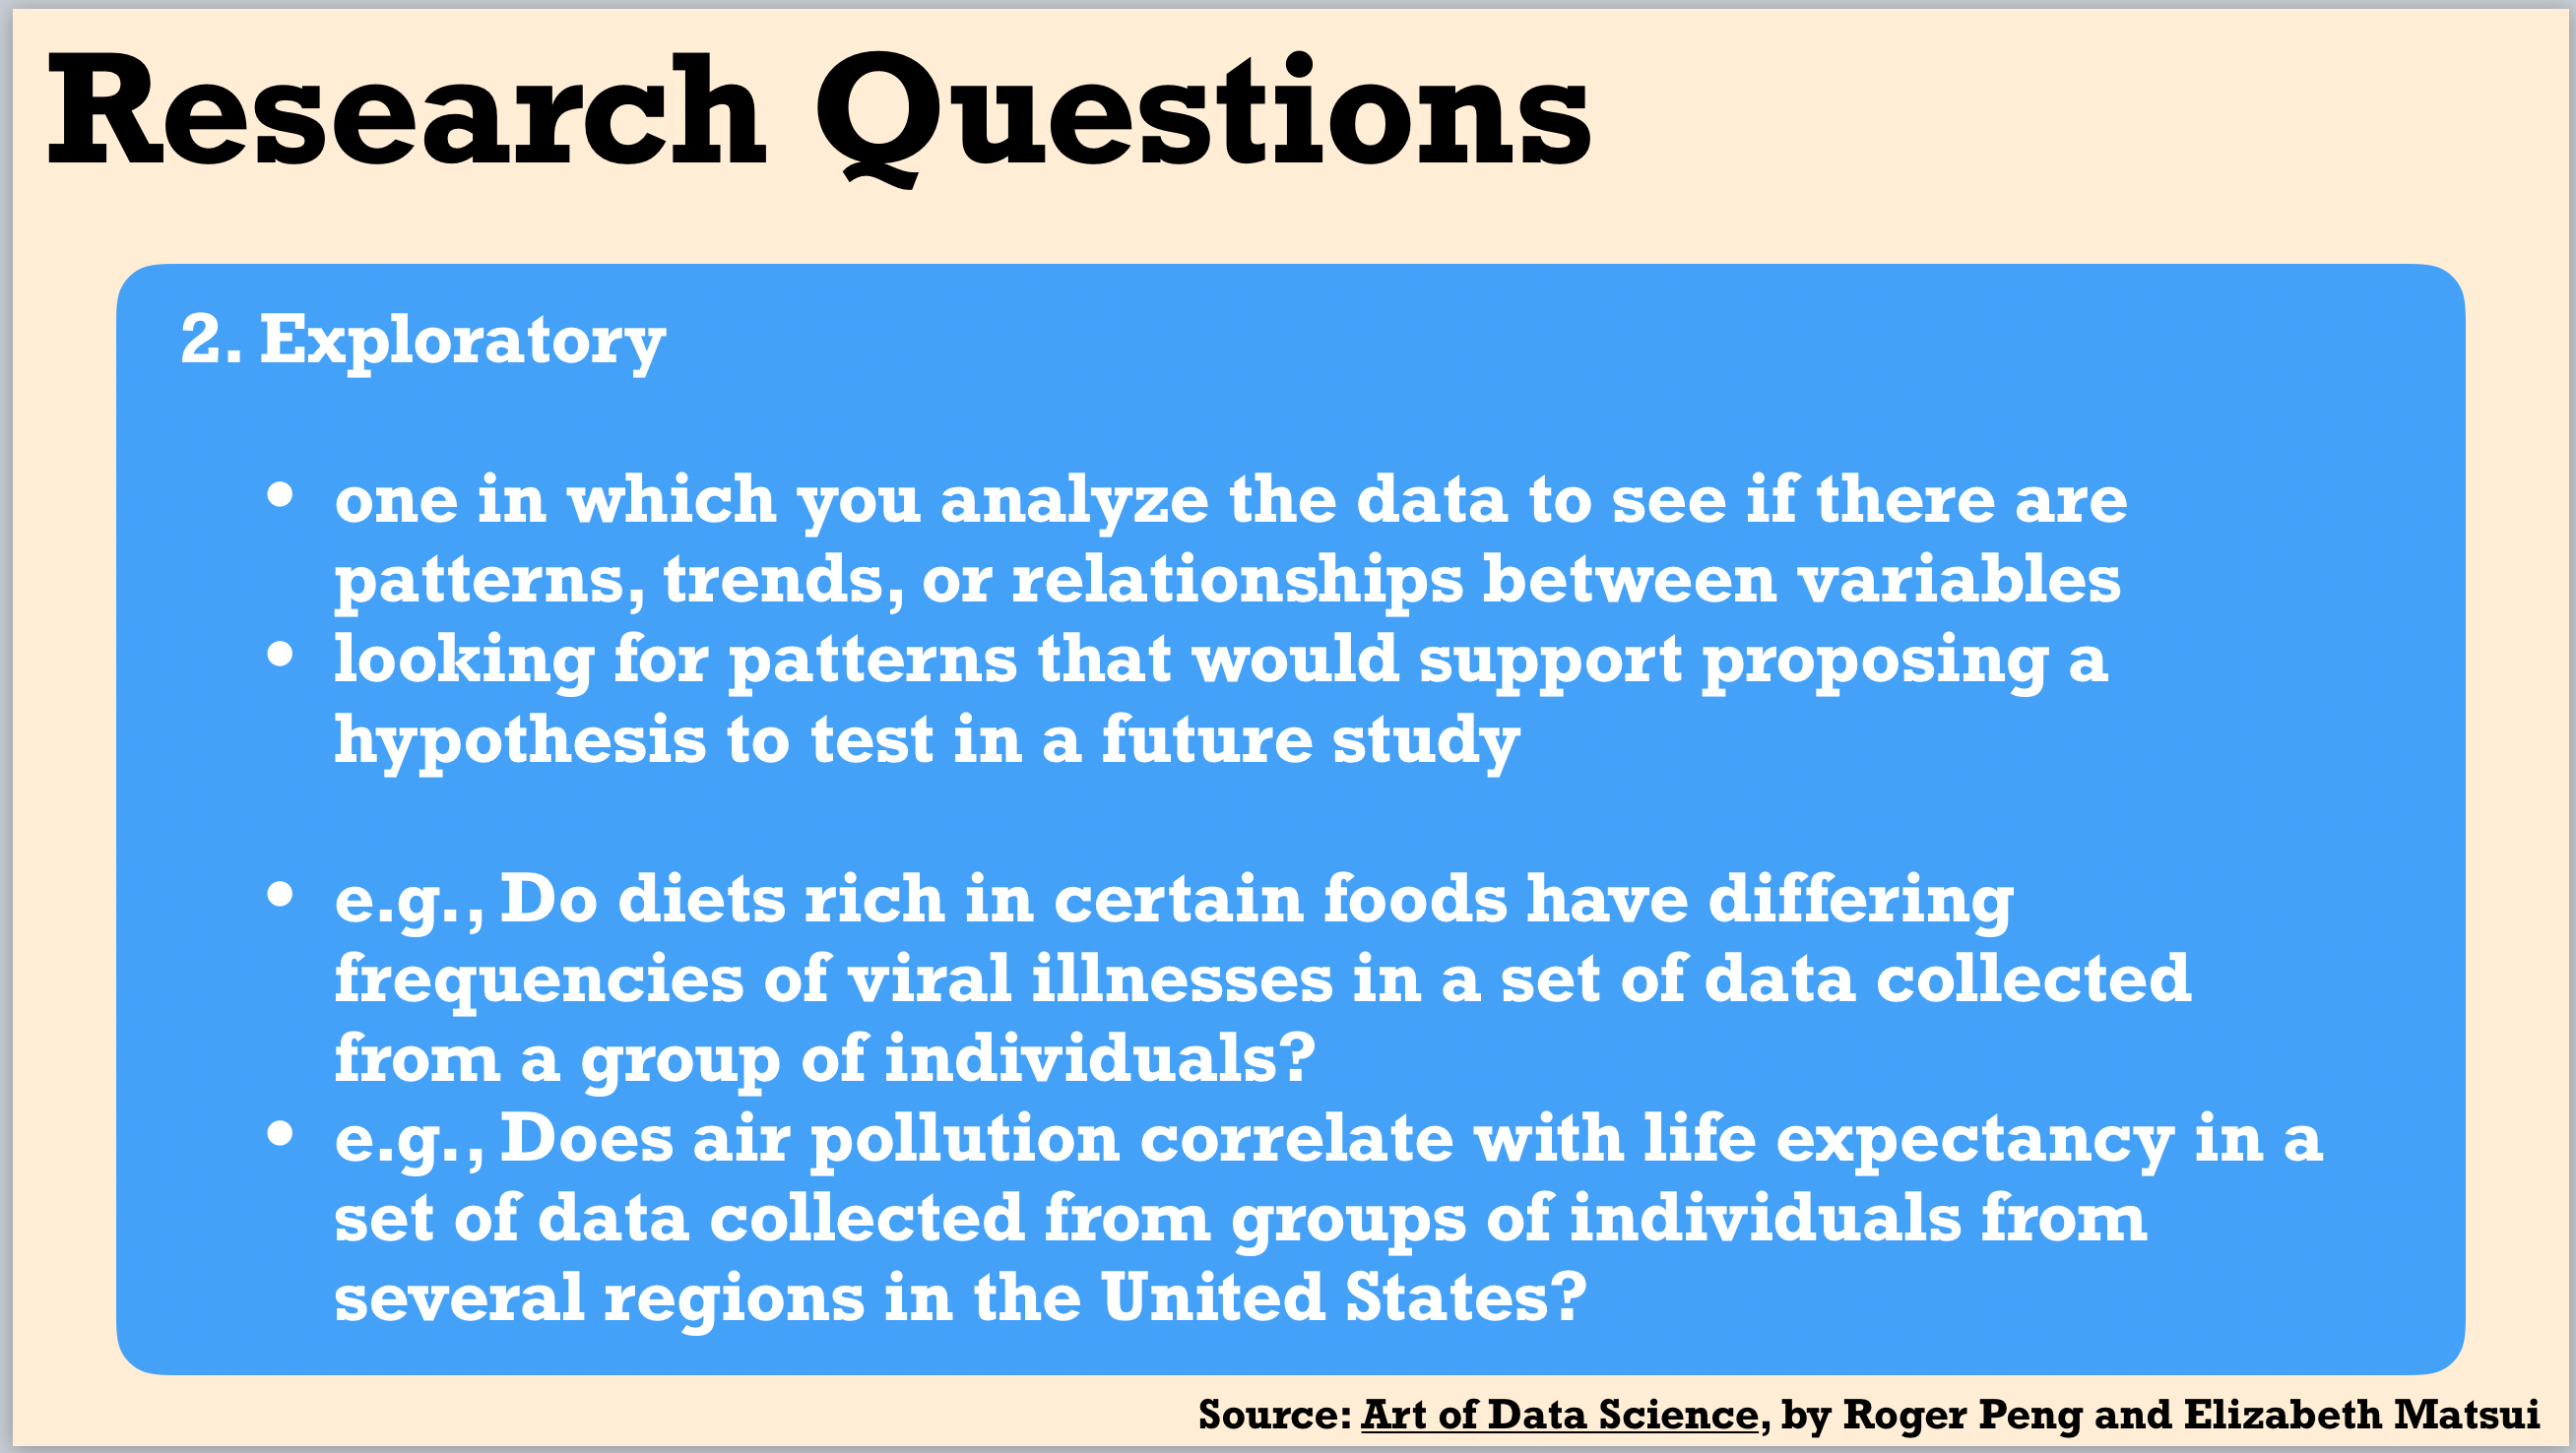 Research Questions
2. Exploratory
• one in which you analyze the data to see if there are
patterns, trends, or relationships between variables
• looking for patterns that would support proposing a
hypothesis to test in a future study
• e.g., Do diets rich in certain foods have differing
frequencies of viral illnesses in a set of data collected
from a group of individuals?
• e.g., Does air pollution correlate with life expectancy in a
set of data collected from groups of individuals from
several regions in the United States?
Source: Art of Data Science, by Roger Peng and Elizabeth Matsui